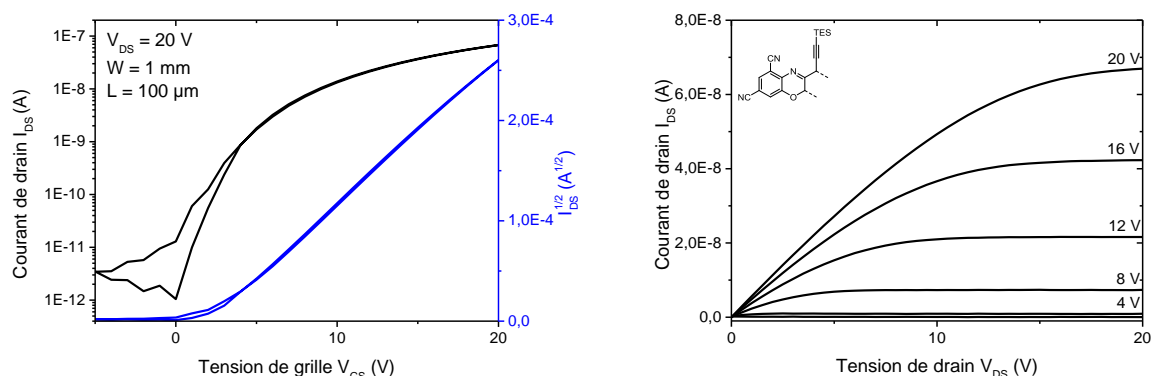 V_DS = 20 V
W = 1 mm
L = 100 µm
1E-7
1E-8
1E-9
1E-10
1E-11
1E-12
Courant de drain I_DS (A)
0
10
20
Tension de grille V_GS (V)
3,0E-4
2,0E-4
1,0E-4
0,0
I_DS^1/2 (A^1/2)
8,0E-8
6,0E-8
4,0E-8
2,0E-8
0,0
Courant de drain I_DS (A)
TES
CN
N
NC
O
20 V
16 V
12 V
8 V
4 V
0
10
20
Tension de drain V_DS (V)